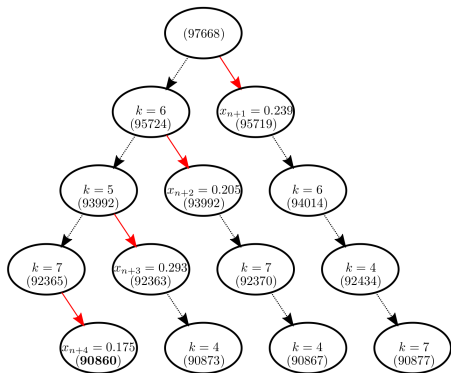 (97668)
k = 6
(95724)
x_{n+1} = 0.239
(95719)
k = 5
(93992)
x_{n+2} = 0.205
(93992)
k = 6
(94014)
k = 7
(92365)
x_{n+3} = 0.293
(92363)
k = 7
(92370)
k = 4
(92434)
x_{n+4} = 0.175
(90860)
k = 4
(90873)
k = 4
(90867)
k = 7
(90877)